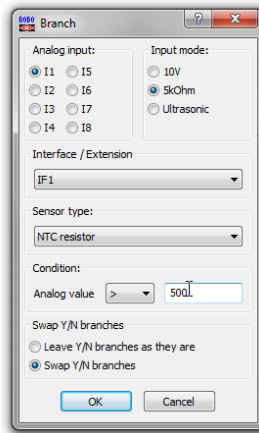 ROBO Branch
Analog input: Input mode:
I1 I5 10V
I2 I6 5kOhm
I3 I7 Ultrasonic
I4 I8
Interface / Extension
IF1
Sensor type:
NTC resistor
Condition:
Analog value > 500
Swap Y/N branches
Leave Y/N branches as they are
Swap Y/N branches
OK Cancel